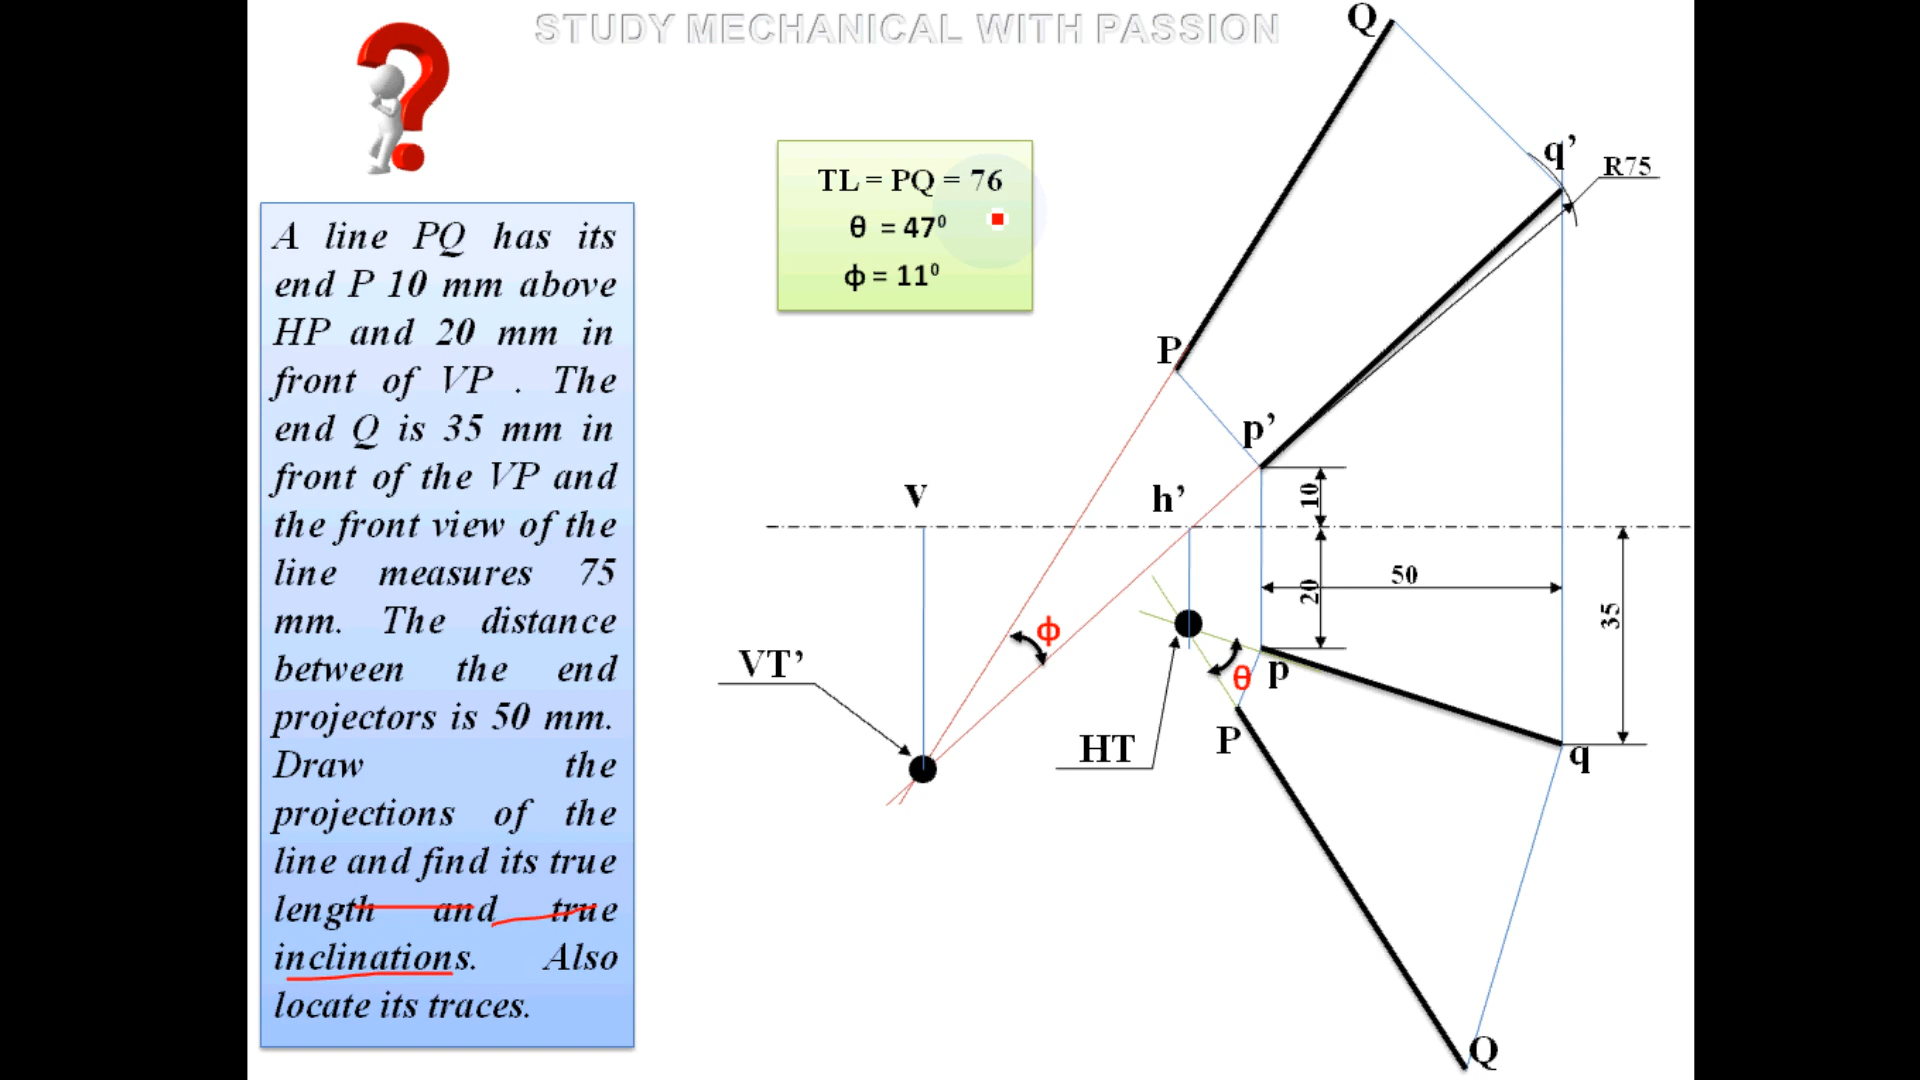 STUDY MECHANICAL WITH PASSION
A line PQ has its
end P 10 mm above
HP and 20 mm in
front of VP . The
end Q is 35 mm in
front of the VP and
the front view of the
line measures 75
mm. The distance
between the end
projectors is 50 mm.
Draw the
projections of the
line and find its true
length and true
inclinations. Also
locate its traces.
TL = PQ = 76
θ = 47⁰
ϕ = 11⁰
Q
q’
R75
P
p’
V
h’
10
50
20
35
ϕ
VT’
θ
p
P
HT
q
Q